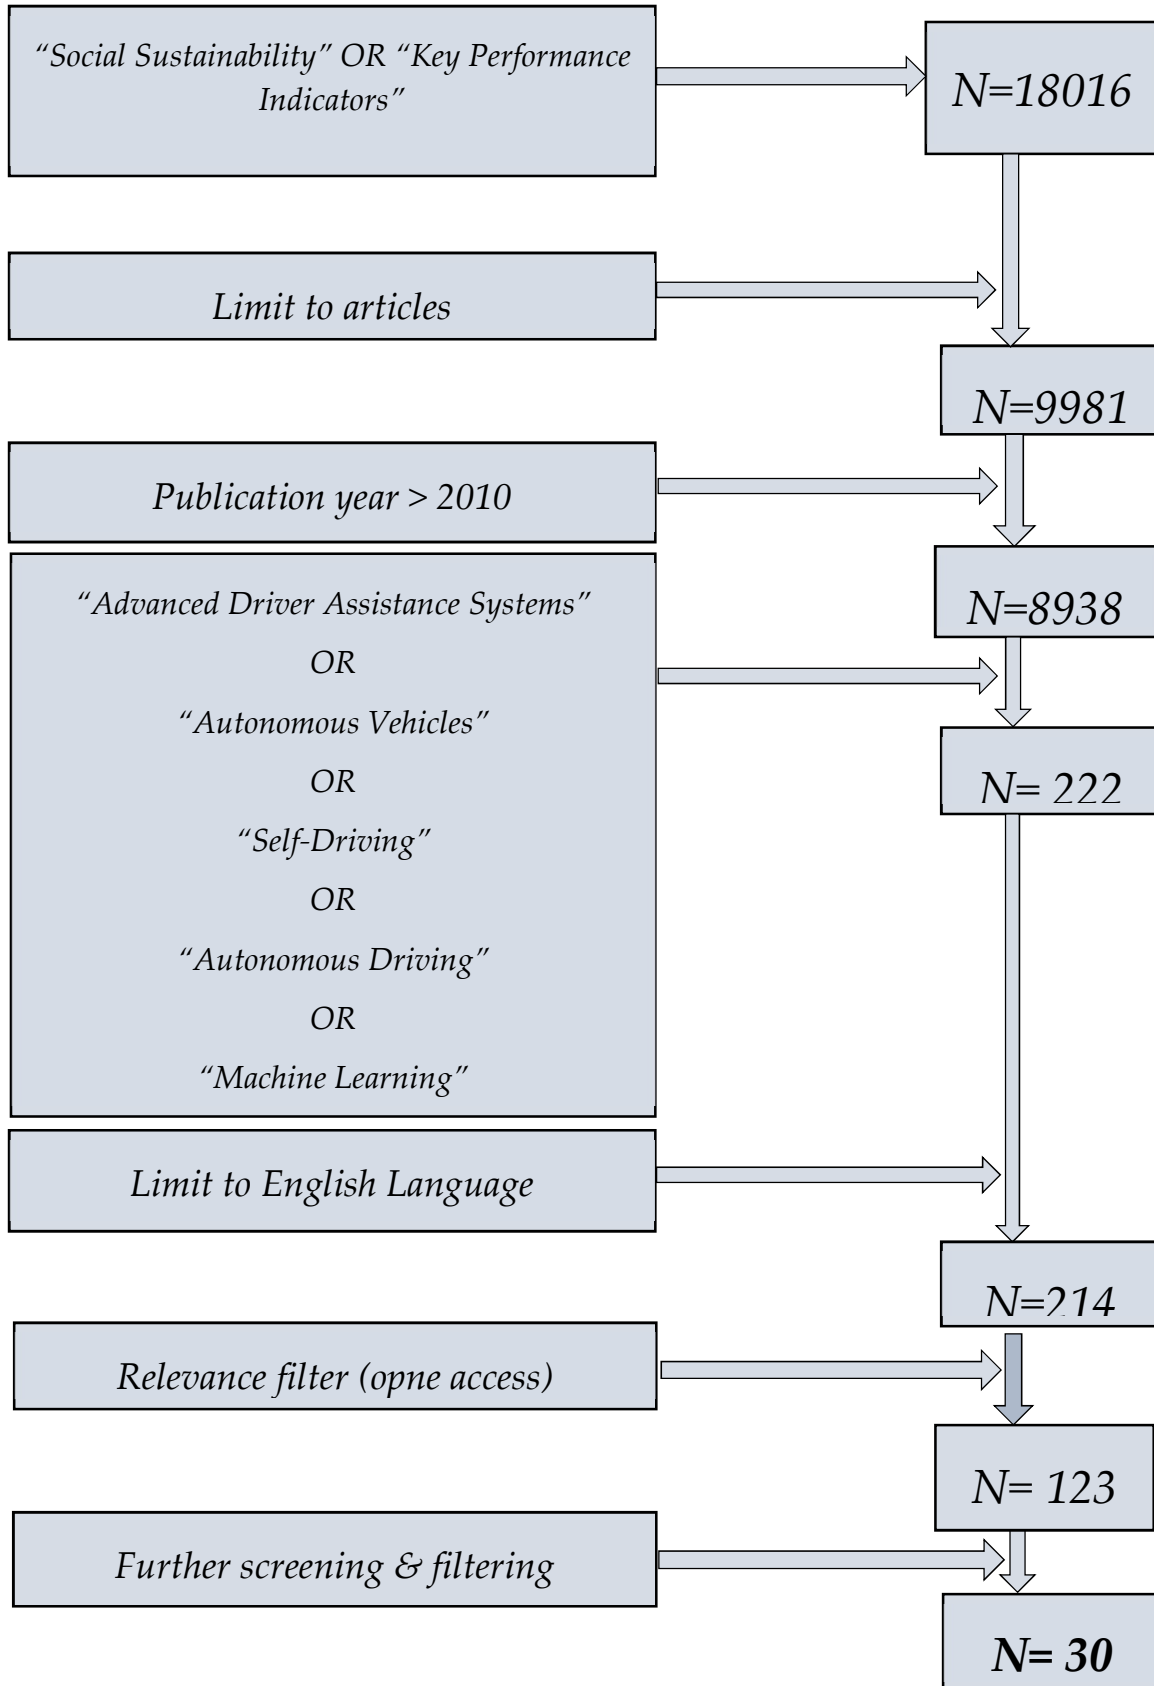 “Social Sustainability” OR “Key Performance
Indicators”
N=18016
Limit to articles
N=9981
Publication year > 2010
N=8938
“Advanced Driver Assistance Systems”
OR
“Autonomous Vehicles”
OR
“Self-Driving”
OR
“Autonomous Driving”
OR
“Machine Learning”
N= 222
Limit to English Language
N=214
Relevance filter (opne access)
N= 123
Further screening & filtering
N= 30